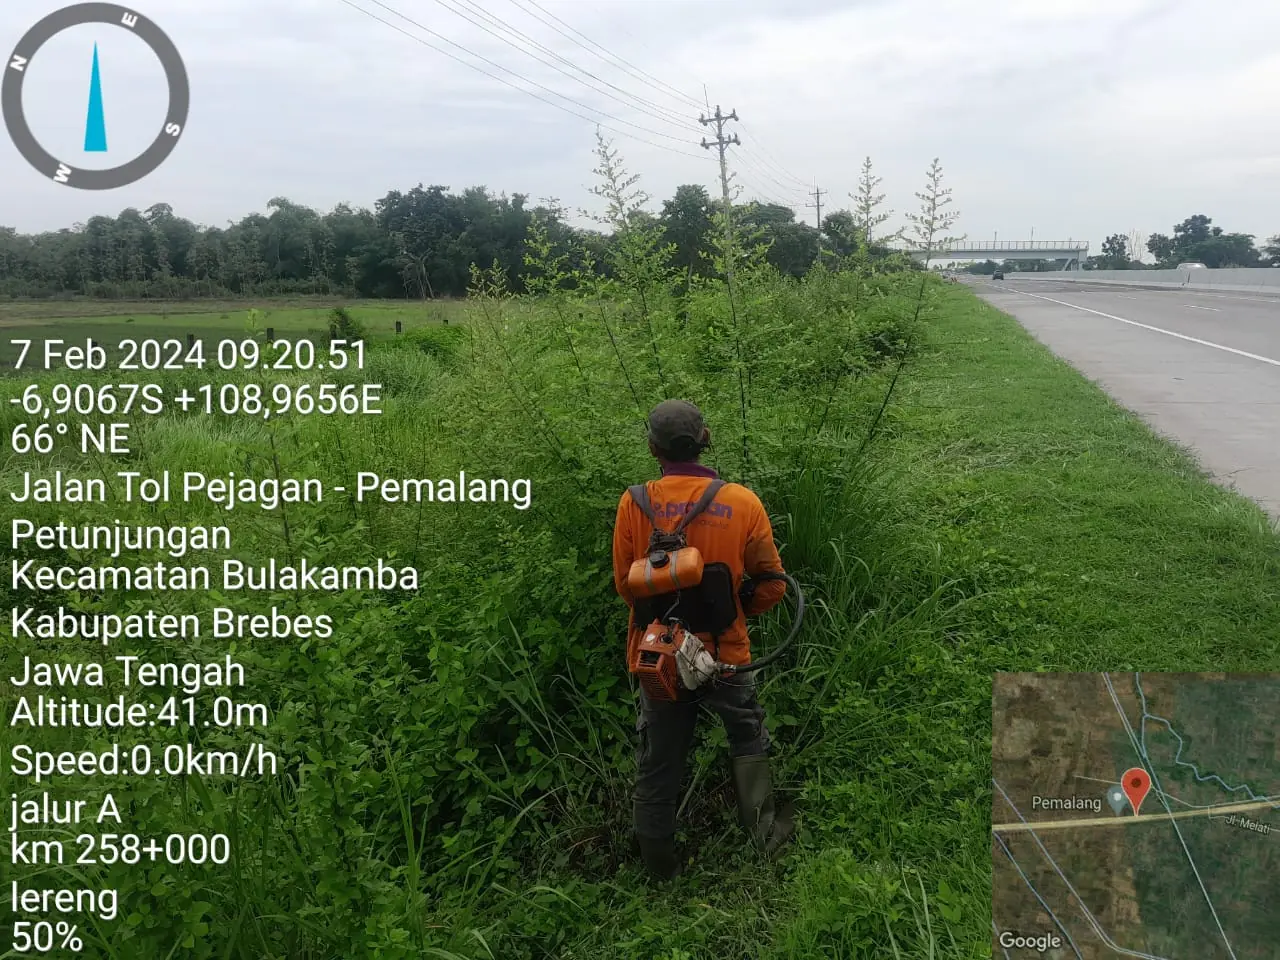 N
E
S
W
7 Feb 2024 09.20.51
-6,9067S +108,9656E
66° NE
Jalan Tol Pejagan - Pemalang
Petunjungan
Kecamatan Bulakamba
Kabupaten Brebes
Jawa Tengah
Altitude:41.0m
Speed:0.0km/h
jalur A
km 258+000
lereng
50%
Pemalang
Jl. Melati
Google